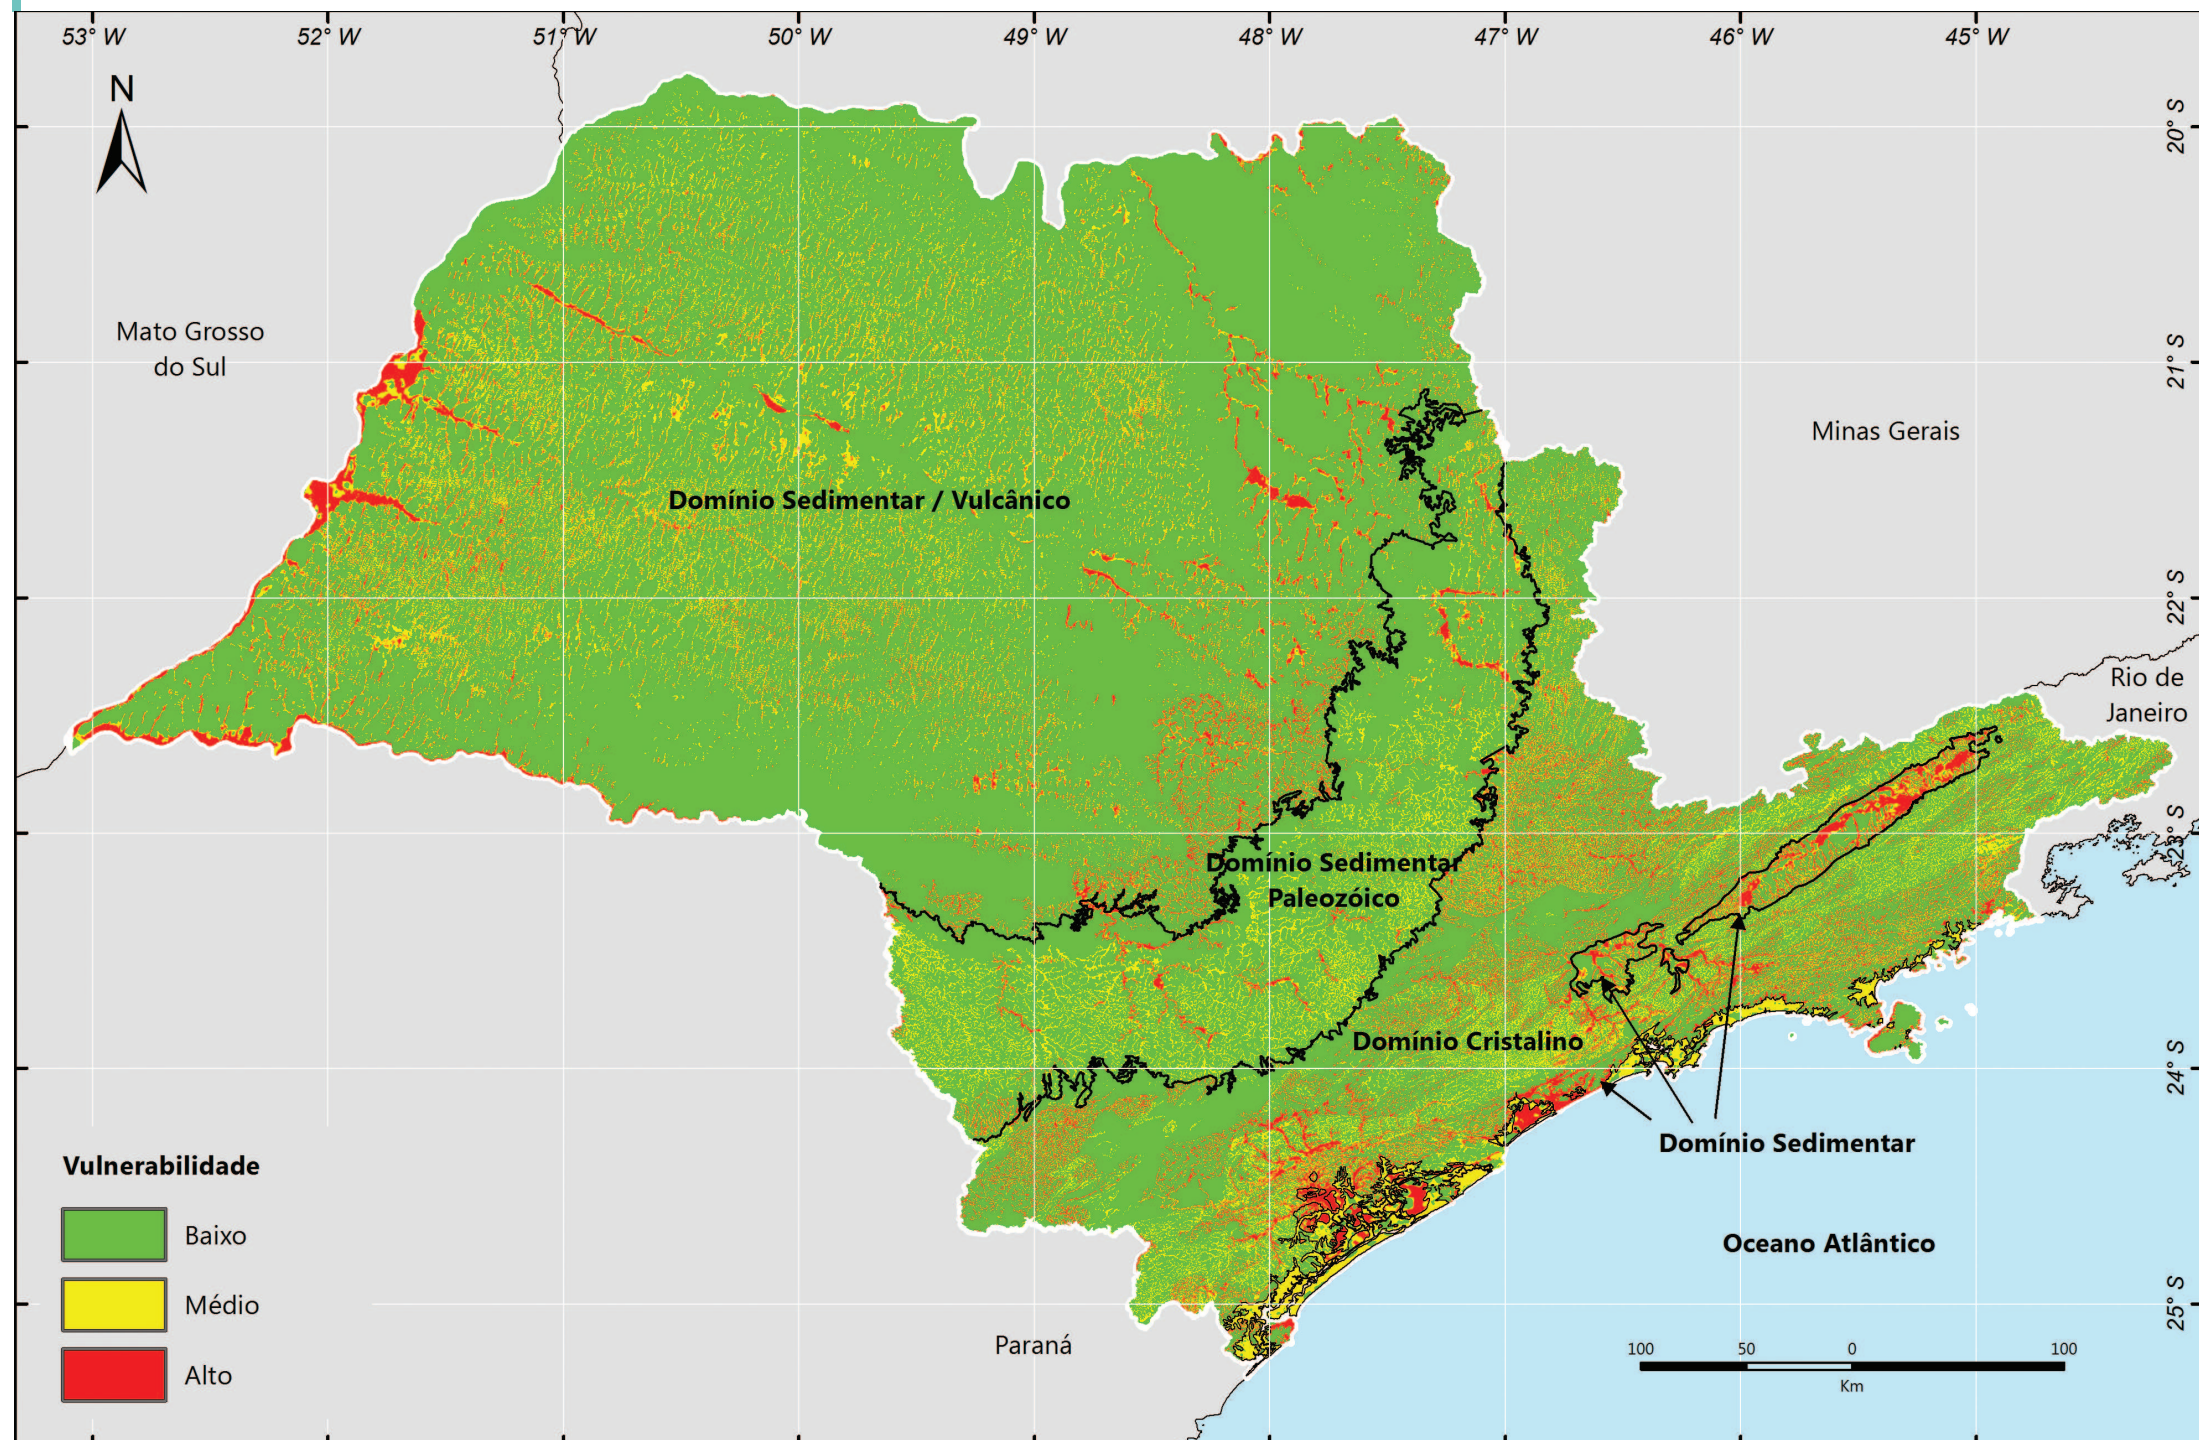 53° W
52° W
51° W
50° W
49° W
48° W
47° W
46° W
45° W
N
20° S
Mato Grosso
do Sul
21° S
Minas Gerais
Domínio Sedimentar / Vulcânico
22° S
Rio de
Janeiro
23° S
Domínio Sedimentar
Paleozóico
Domínio Cristalino
24° S
Domínio Sedimentar
Vulnerabilidade
Baixo
Oceano Atlântico
Médio
25° S
Paraná
100 50 0 100
Km
Alto